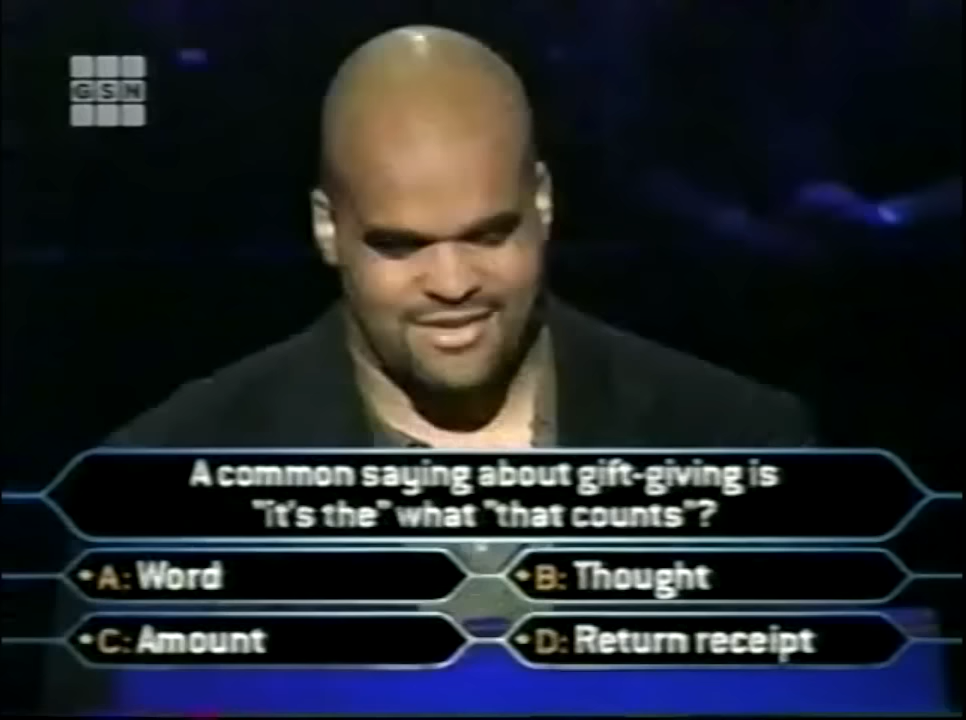 GSN
A common saying about gift-giving is
"it's the" what "that counts"?
A: Word
B: Thought
C: Amount
D: Return receipt